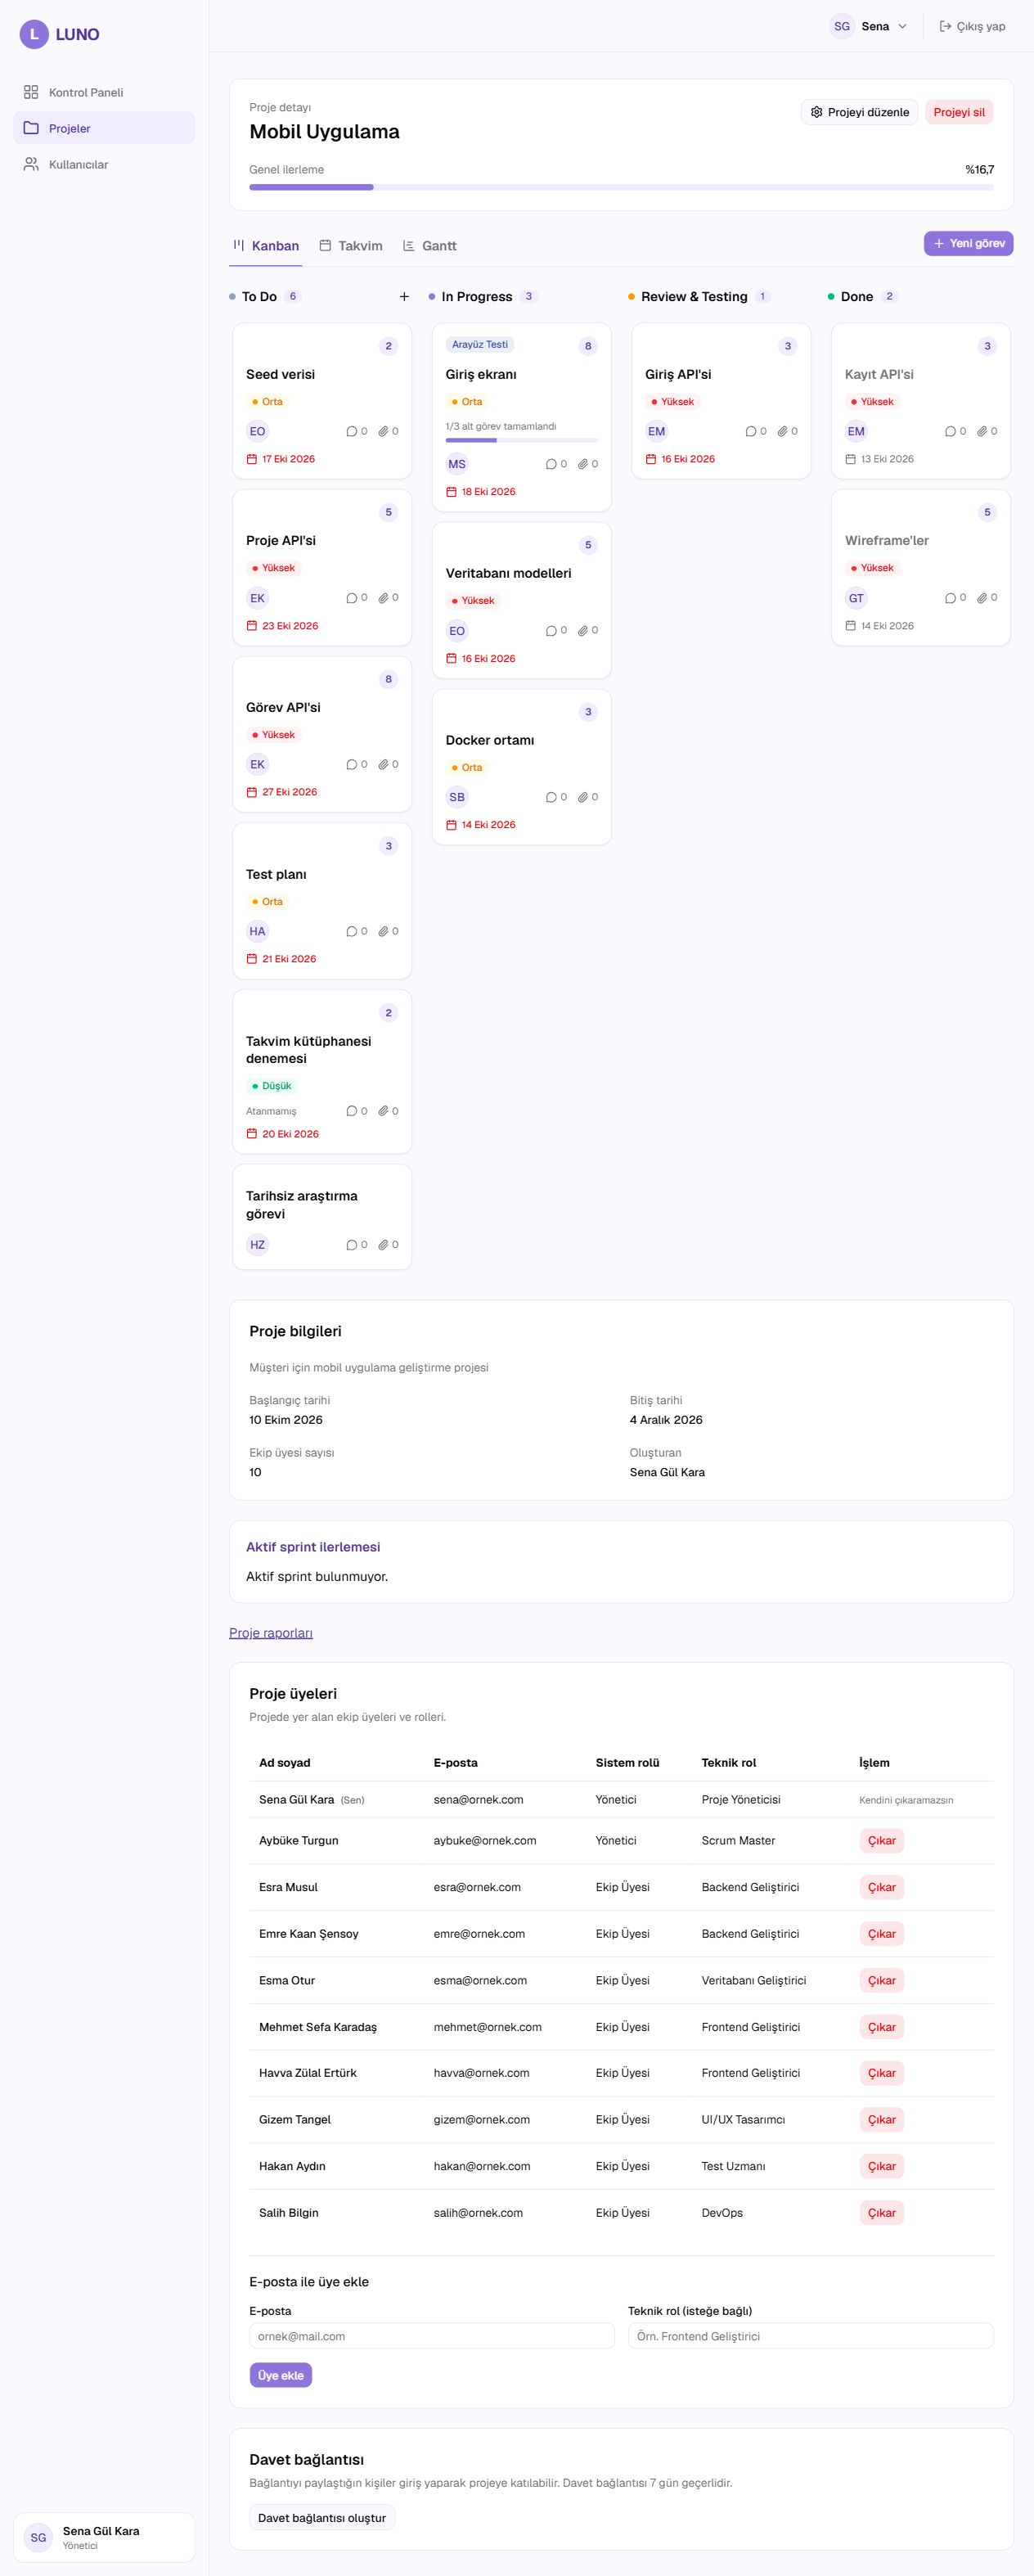 L LUNO
Kontrol Paneli
Projeler
Kullanıcılar
SG Sena Çıkış yap
Proje detayı
Mobil Uygulama
Projeyi düzenle Projeyi sil
Genel ilerleme %16,7
Kanban Takvim Gantt Yeni görev
To Do 6
2
Seed verisi
Orta
EO 0 0
17 Eki 2026
5
Proje API'si
Yüksek
EK 0 0
23 Eki 2026
8
Görev API'si
Yüksek
EK 0 0
27 Eki 2026
3
Test planı
Orta
HA 0 0
21 Eki 2026
2
Takvim kütüphanesi
denemesi
Düşük
Atanmamış 0 0
20 Eki 2026
Tarihsiz araştırma
görevi
HZ 0 0
In Progress 3
Arayüz Testi 8
Giriş ekranı
Orta
1/3 alt görev tamamlandı
MS 0 0
18 Eki 2026
5
Veritabanı modelleri
Yüksek
EO 0 0
16 Eki 2026
3
Docker ortamı
Orta
SB 0 0
14 Eki 2026
Review & Testing 1
3
Giriş API'si
Yüksek
EM 0 0
16 Eki 2026
Done 2
3
Kayıt API'si
Yüksek
EM 0 0
13 Eki 2026
5
Wireframe'ler
Yüksek
GT 0 0
14 Eki 2026
Proje bilgileri
Müşteri için mobil uygulama geliştirme projesi
Başlangıç tarihi Bitiş tarihi
10 Ekim 2026 4 Aralık 2026
Ekip üyesi sayısı Oluşturan
10 Sena Gül Kara
Aktif sprint ilerlemesi
Aktif sprint bulunmuyor.
Proje raporları
Proje üyeleri
Projede yer alan ekip üyeleri ve rolleri.
Ad soyad E-posta Sistem rolü Teknik rol İşlem
Sena Gül Kara (Sen) sena@ornek.com Yönetici Proje Yöneticisi Kendini çıkaramazsın
Aybüke Turgun aybuke@ornek.com Yönetici Scrum Master Çıkar
Esra Musul esra@ornek.com Ekip Üyesi Backend Geliştirici Çıkar
Emre Kaan Şensoy emre@ornek.com Ekip Üyesi Backend Geliştirici Çıkar
Esma Otur esma@ornek.com Ekip Üyesi Veritabanı Geliştirici Çıkar
Mehmet Sefa Karadaş mehmet@ornek.com Ekip Üyesi Frontend Geliştirici Çıkar
Havva Zülal Ertürk havva@ornek.com Ekip Üyesi Frontend Geliştirici Çıkar
Gizem Tangel gizem@ornek.com Ekip Üyesi UI/UX Tasarımcı Çıkar
Hakan Aydın hakan@ornek.com Ekip Üyesi Test Uzmanı Çıkar
Salih Bilgin salih@ornek.com Ekip Üyesi DevOps Çıkar
E-posta ile üye ekle
E-posta Teknik rol (isteğe bağlı)
ornek@mail.com Örn. Frontend Geliştirici
Üye ekle
Davet bağlantısı
Bağlantıyı paylaştığın kişiler giriş yaparak projeye katılabilir. Davet bağlantısı 7 gün geçerlidir.
Davet bağlantısı oluştur
SG Sena Gül Kara
Yönetici